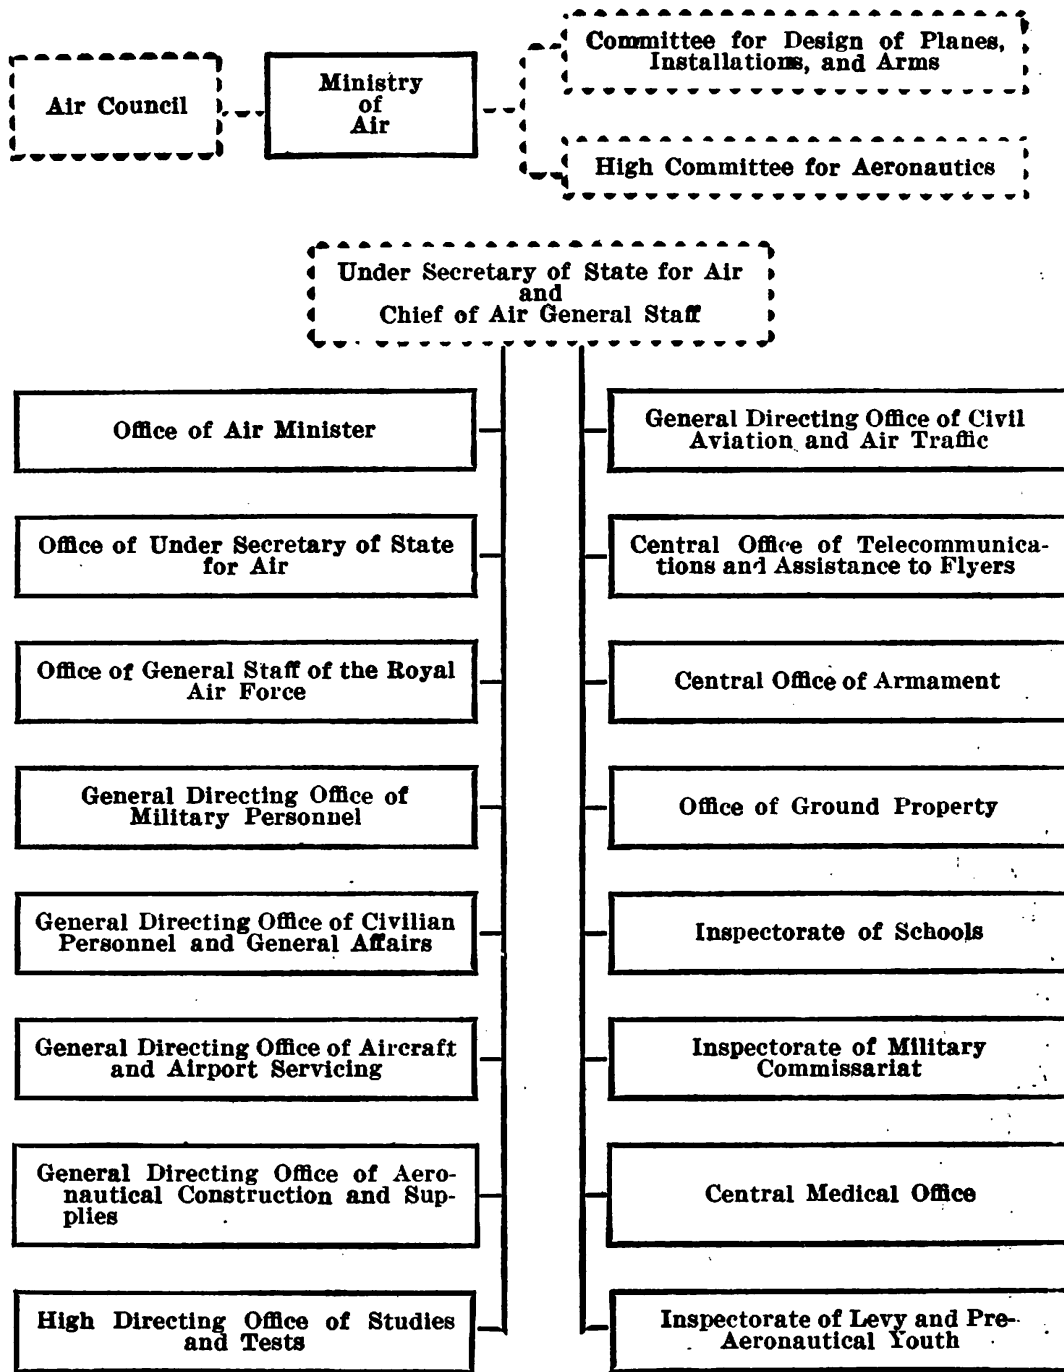 Air Council
Ministry
of
Air
Committee for Design of Planes,
Installations, and Arms
High Committee for Aeronautics
Under Secretary of State for Air
and
Chief of Air General Staff
Office of Air Minister
Office of Under Secretary of State
for Air
Office of General Staff of the Royal
Air Force
General Directing Office of
Military Personnel
General Directing Office of Civilian
Personnel and General Affairs
General Directing Office of Aircraft
and Airport Servicing
General Directing Office of Aero-
nautical Construction and Sup-
plies
High Directing Office of Studies
and Tests
General Directing Office of Civil
Aviation and Air Traffic
Central Office of Telecommunica-
tions and Assistance to Flyers
Central Office of Armament
Office of Ground Property
Inspectorate of Schools
Inspectorate of Military
Commissariat
Central Medical Office
Inspectorate of Levy and Pre-
Aeronautical Youth